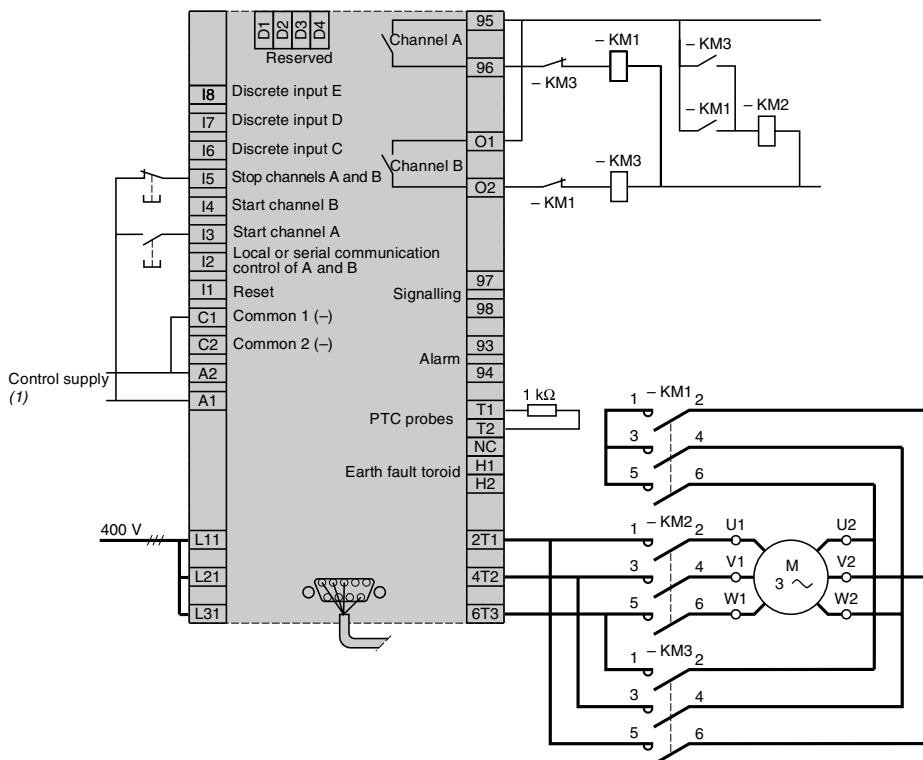 D1 D2 D3 D4
Reserved
Channel A
95
96
– KM3
– KM1
– KM3
– KM1
– KM2
I8 Discrete input E
I7 Discrete input D
I6 Discrete input C
I5 Stop channels A and B
I4 Start channel B
I3 Start channel A
I2 Local or serial communication
control of A and B
I1 Reset
C1 Common 1 (–)
C2 Common 2 (–)
A2
A1
Control supply
(1)
O1
Channel B
O2
– KM1
– KM3
97
Signalling
98
93
Alarm
94
T1
1 kΩ
PTC probes
T2
NC
H1
Earth fault toroid
H2
400 V
L11
L21
L31
2T1
4T2
6T3
– KM1
1 2
3 4
5 6
– KM2
1 2
3 4
5 6
U1 U2
V1 V2
W1 W2
M
3
– KM3
1 2
3 4
5 6